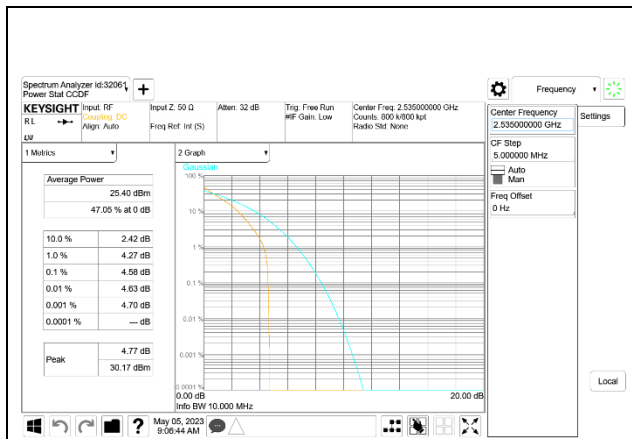 Spectrum Analyzer id:32061
Power Stat CCDF
Frequency
KEYSIGHT
Input: RF
Input Z: 50 Ω
Atten: 32 dB
Trig: Free Run
Center Freq: 2.535000000 GHz
R L
Coupling: DC
#IF Gain: Low
Counts: 800 k/800 kpt
Align: Auto
Freq Ref: Int (S)
Radio Std: None
Center Frequency
2.535000000 GHz
Settings
CF Step
5.000000 MHz
Auto
Man
Freq Offset
0 Hz
1 Metrics
2 Graph
Gaussian
Average Power
25.40 dBm
47.05 % at 0 dB
10.0 % 2.42 dB
1.0 % 4.27 dB
0.1 % 4.58 dB
0.01 % 4.63 dB
0.001 % 4.70 dB
0.0001 % --- dB
Peak
4.77 dB
30.17 dBm
100 %
10 %
1 %
0.1 %
0.01 %
0.001 %
0.0001 %
0.00 dB
20.00 dB
Info BW 10.000 MHz
Local
?
May 05, 2023
9:06:44 AM